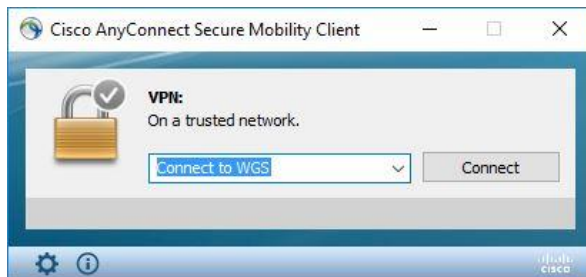 Cisco AnyConnect Secure Mobility Client
VPN:
On a trusted network.
Connect to WGS
Connect
cisco